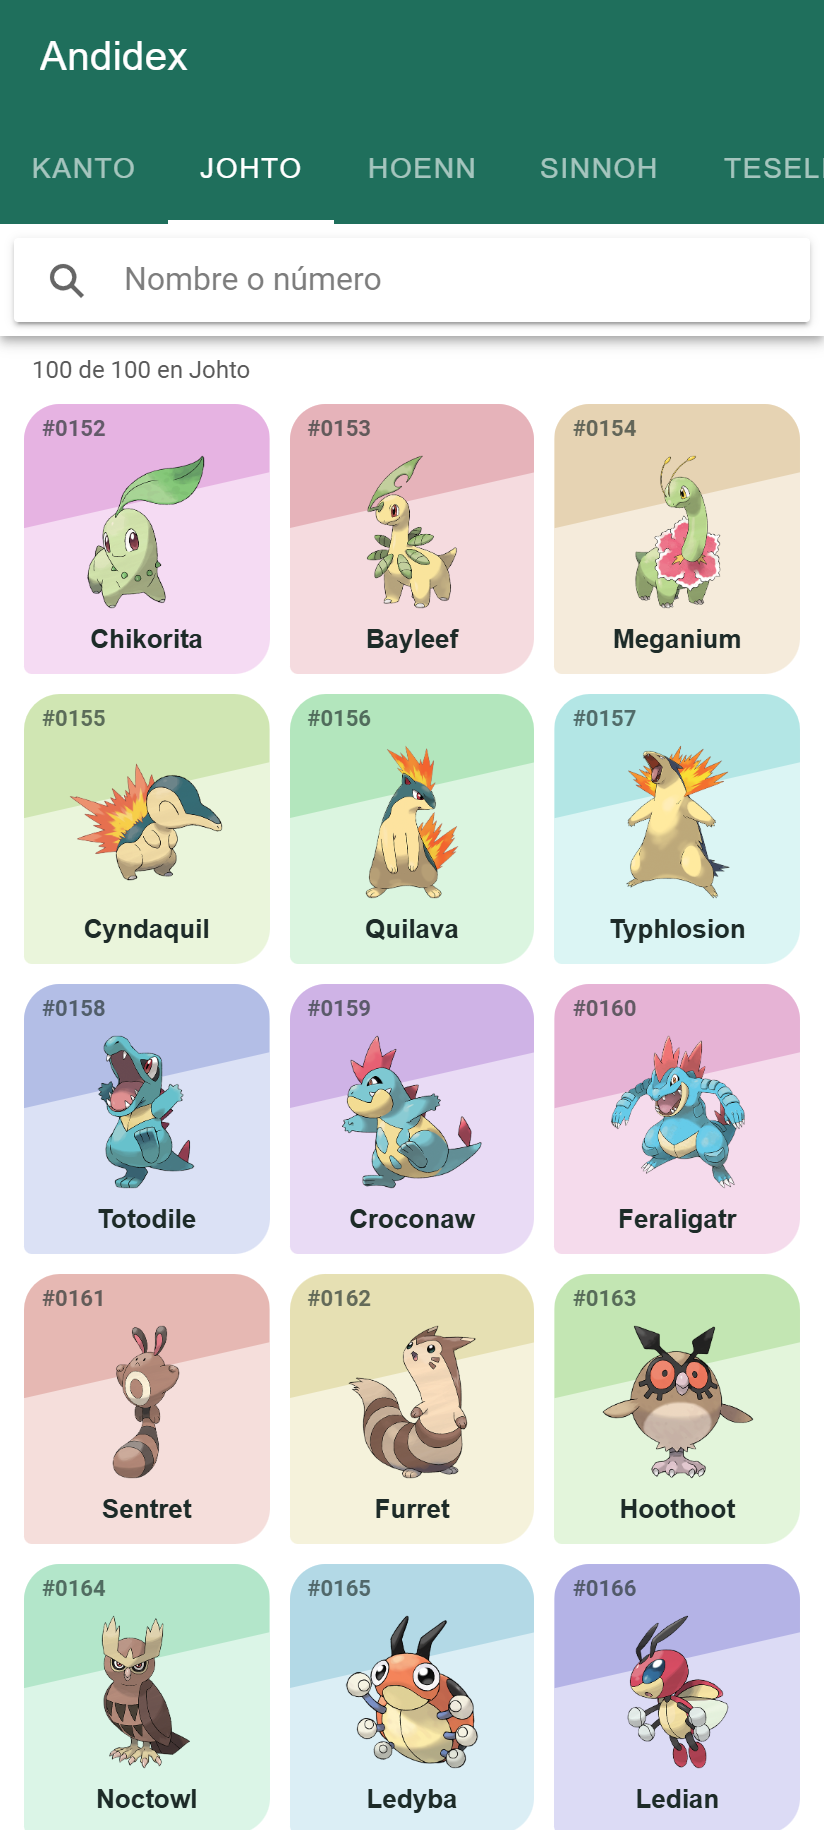 Andidex
KANTO JOHTO HOENN SINNOH TESEL
Nombre o número
100 de 100 en Johto
#0152 #0153 #0154
Chikorita Bayleef Meganium
#0155 #0156 #0157
Cyndaquil Quilava Typhlosion
#0158 #0159 #0160
Totodile Croconaw Feraligatr
#0161 #0162 #0163
Sentret Furret Hoothoot
#0164 #0165 #0166
Noctowl Ledyba Ledian